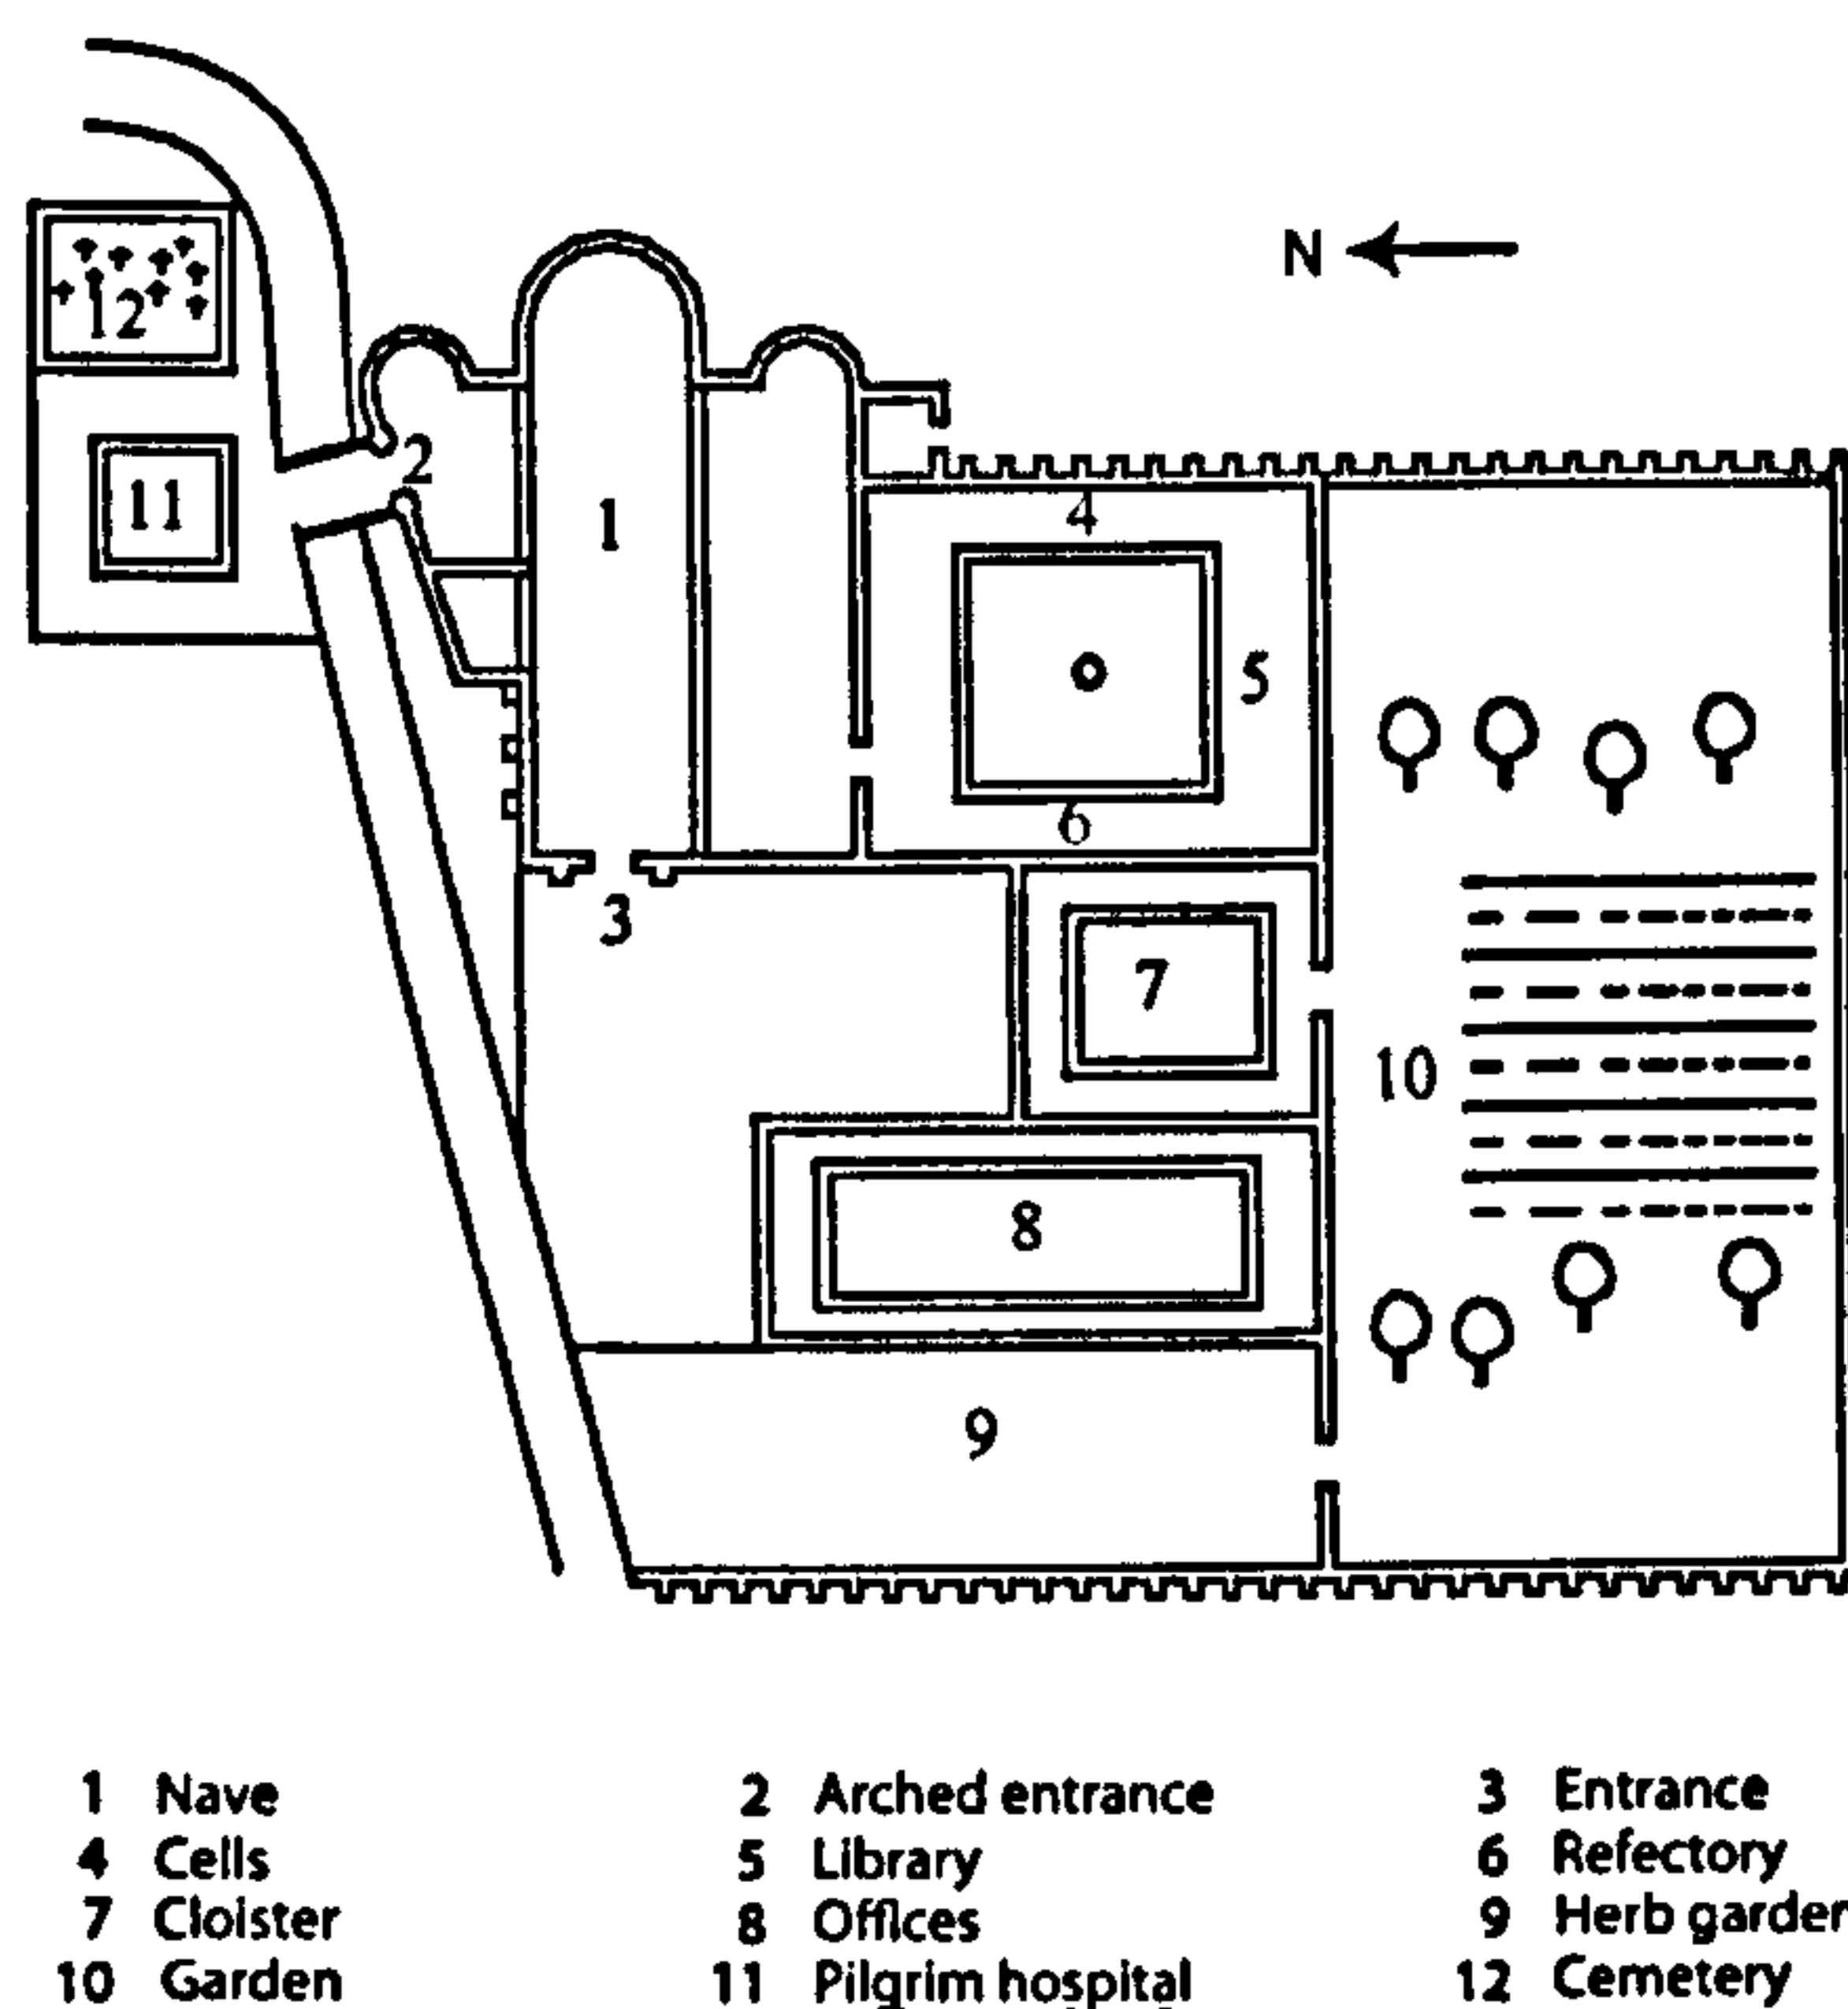 N
12
2
11
1
4
5
6
3
7
10
8
9
1 Nave 2 Arched entrance 3 Entrance
4 Cells 5 Library 6 Refectory
7 Cloister 8 Offices 9 Herb garden
10 Garden 11 Pilgrim hospital 12 Cemetery